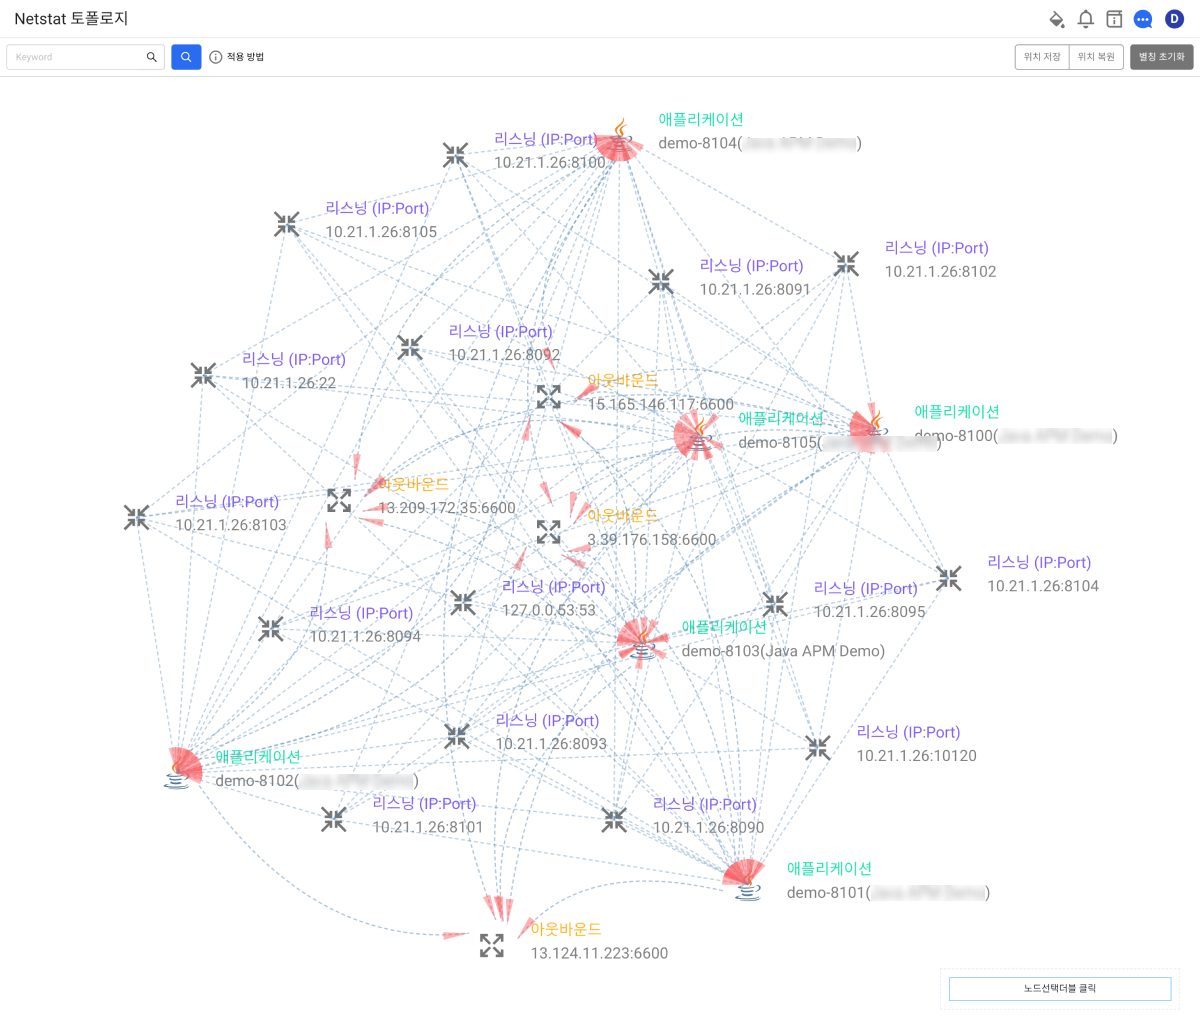 Netstat 토폴로지
D
Keyword
적용 방법
위치 저장
위치 복원
별칭 초기화
애플리케이션
demo-8104(
)
리스닝 (IP:Port)
10.21.1.26:8100
리스닝 (IP:Port)
10.21.1.26:8105
리스닝 (IP:Port)
10.21.1.26:8102
리스닝 (IP:Port)
10.21.1.26:8091
리스닝 (IP:Port)
10.21.1.26:8092
리스닝 (IP:Port)
10.21.1.26:22
아웃바운드
15.165.146.117:6600
애플리케이션
demo-8105(
)
애플리케이션
demo-8100(
)
아웃바운드
13.209.172.35:6600
리스닝 (IP:Port)
10.21.1.26:8103
아웃바운드
3.39.176.158:6600
리스닝 (IP:Port)
10.21.1.26:8104
리스닝 (IP:Port)
127.0.0.53:53
리스닝 (IP:Port)
10.21.1.26:8095
리스닝 (IP:Port)
10.21.1.26:8094
애플리케이션
demo-8103(Java APM Demo)
리스닝 (IP:Port)
10.21.1.26:8093
리스닝 (IP:Port)
10.21.1.26:10120
애플리케이션
demo-8102(
)
리스닝 (IP:Port)
10.21.1.26:8101
리스닝 (IP:Port)
10.21.1.26:8090
애플리케이션
demo-8101(
)
아웃바운드
13.124.11.223:6600
노드선택더블 클릭